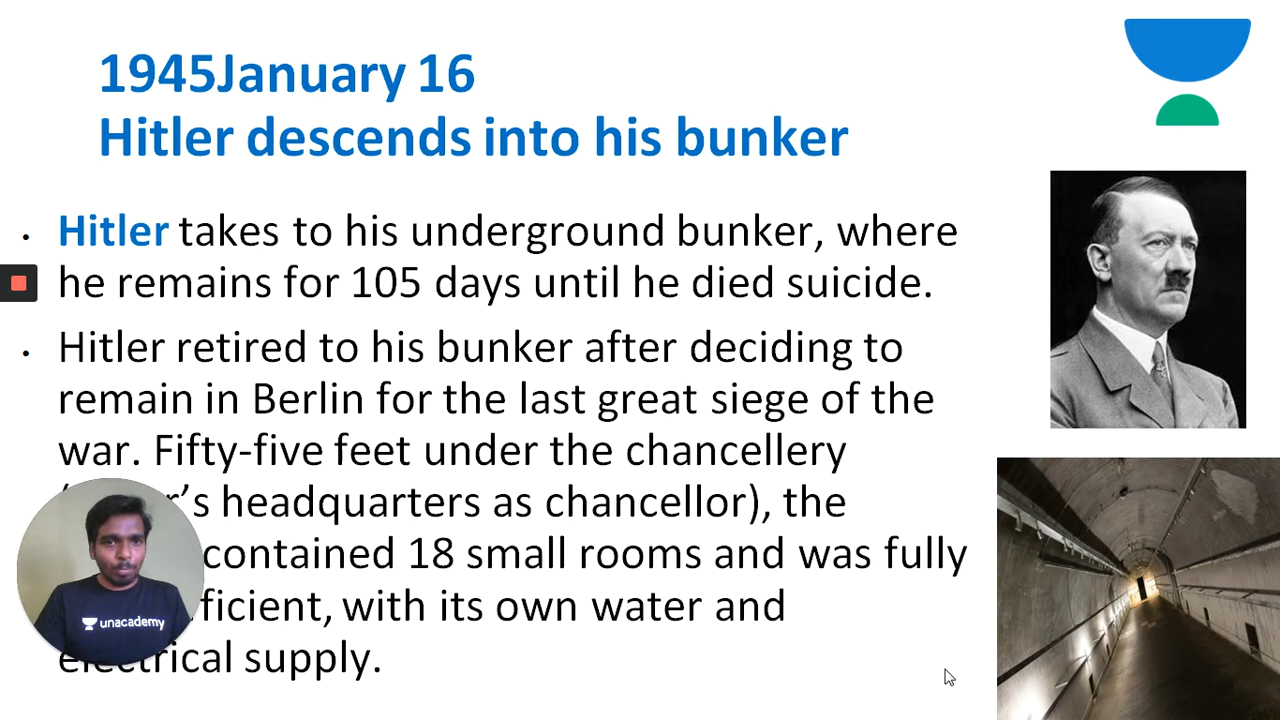 1945January 16
Hitler descends into his bunker
• Hitler takes to his underground bunker, where
he remains for 105 days until he died suicide.
• Hitler retired to his bunker after deciding to
remain in Berlin for the last great siege of the
war. Fifty-five feet under the chancellery
headquarters as chancellor), the
contained 18 small rooms and was fully
with its own water and
electrical supply.
unacademy